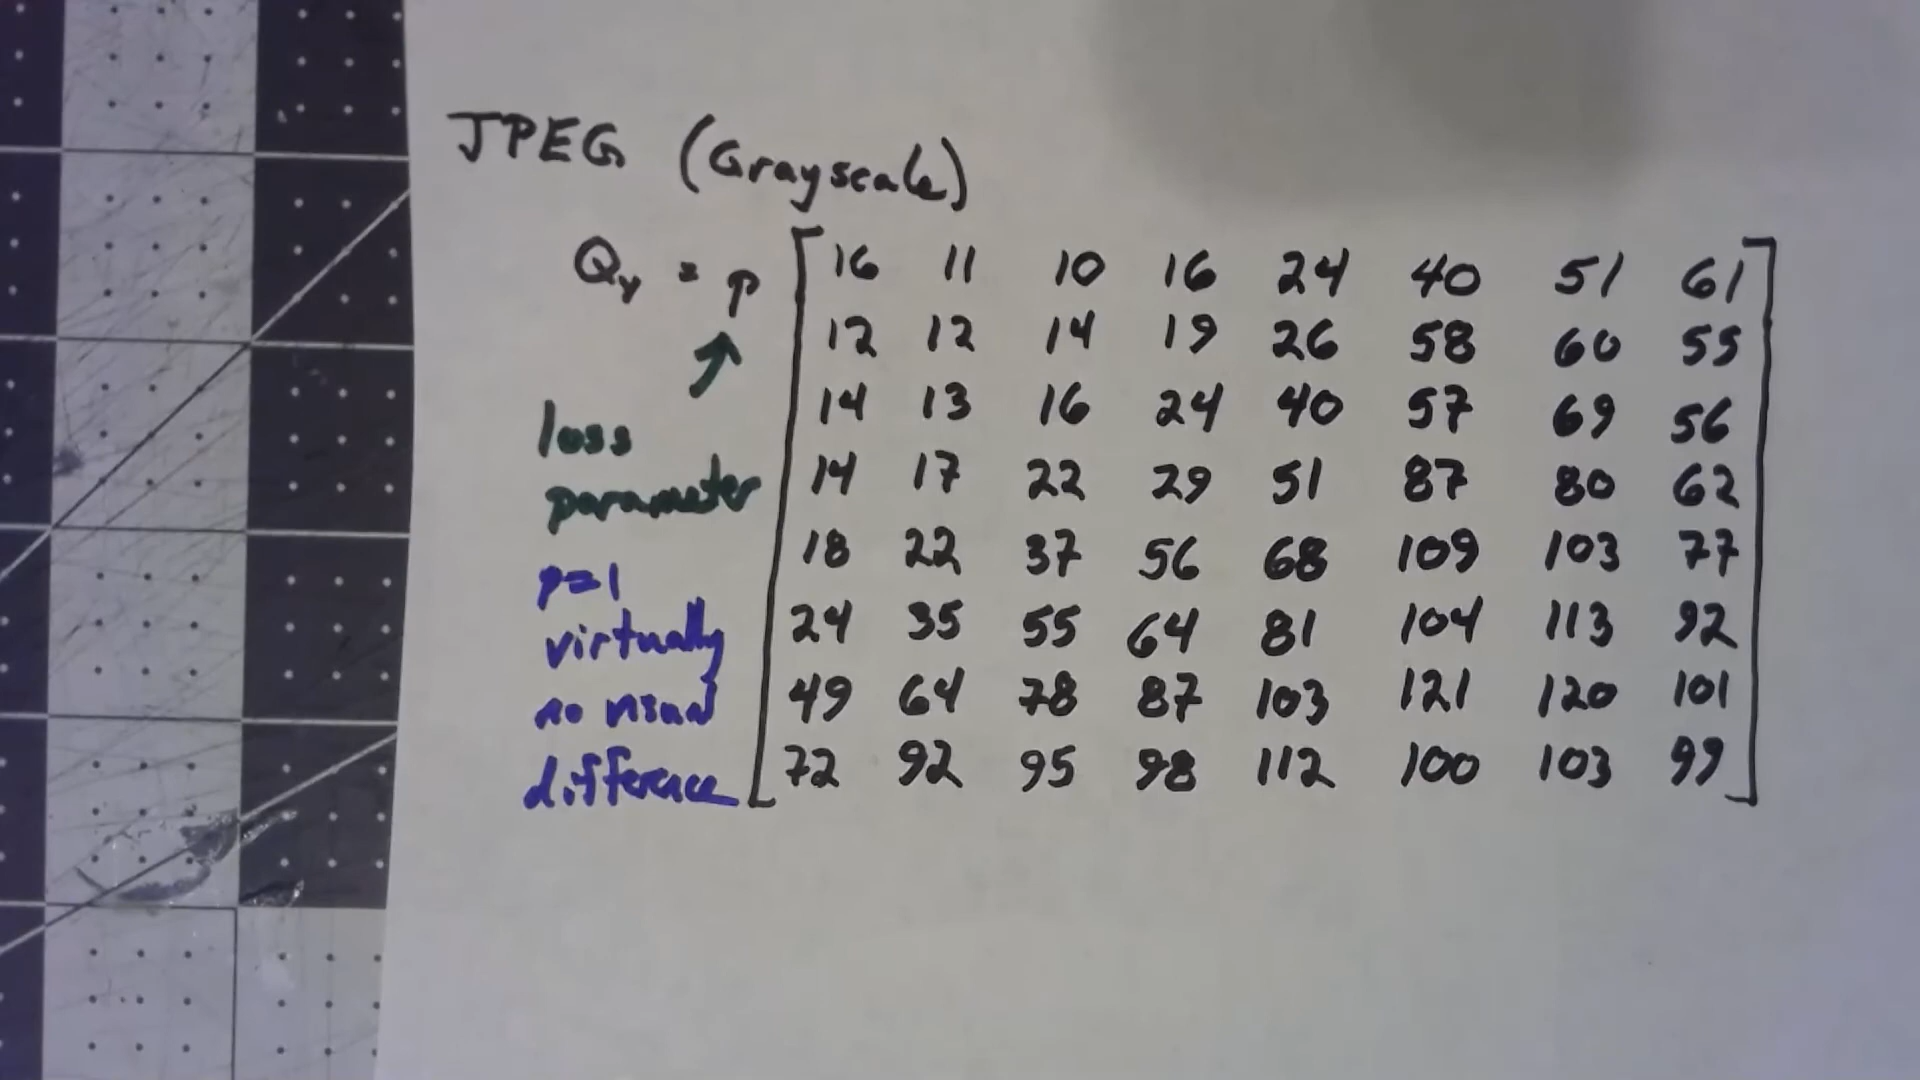 JPEG (Grayscale)
Qy = p [16 11 10 16 24 40 51 61]
12 12 14 19 26 58 60 55
14 13 16 24 40 57 69 56
14 17 22 29 51 87 80 62
18 22 37 56 68 109 103 77
24 35 55 64 81 104 113 92
49 64 78 87 103 121 120 101
72 92 95 98 112 100 103 99
loss
parameter
p=1
virtually
no visual
difference